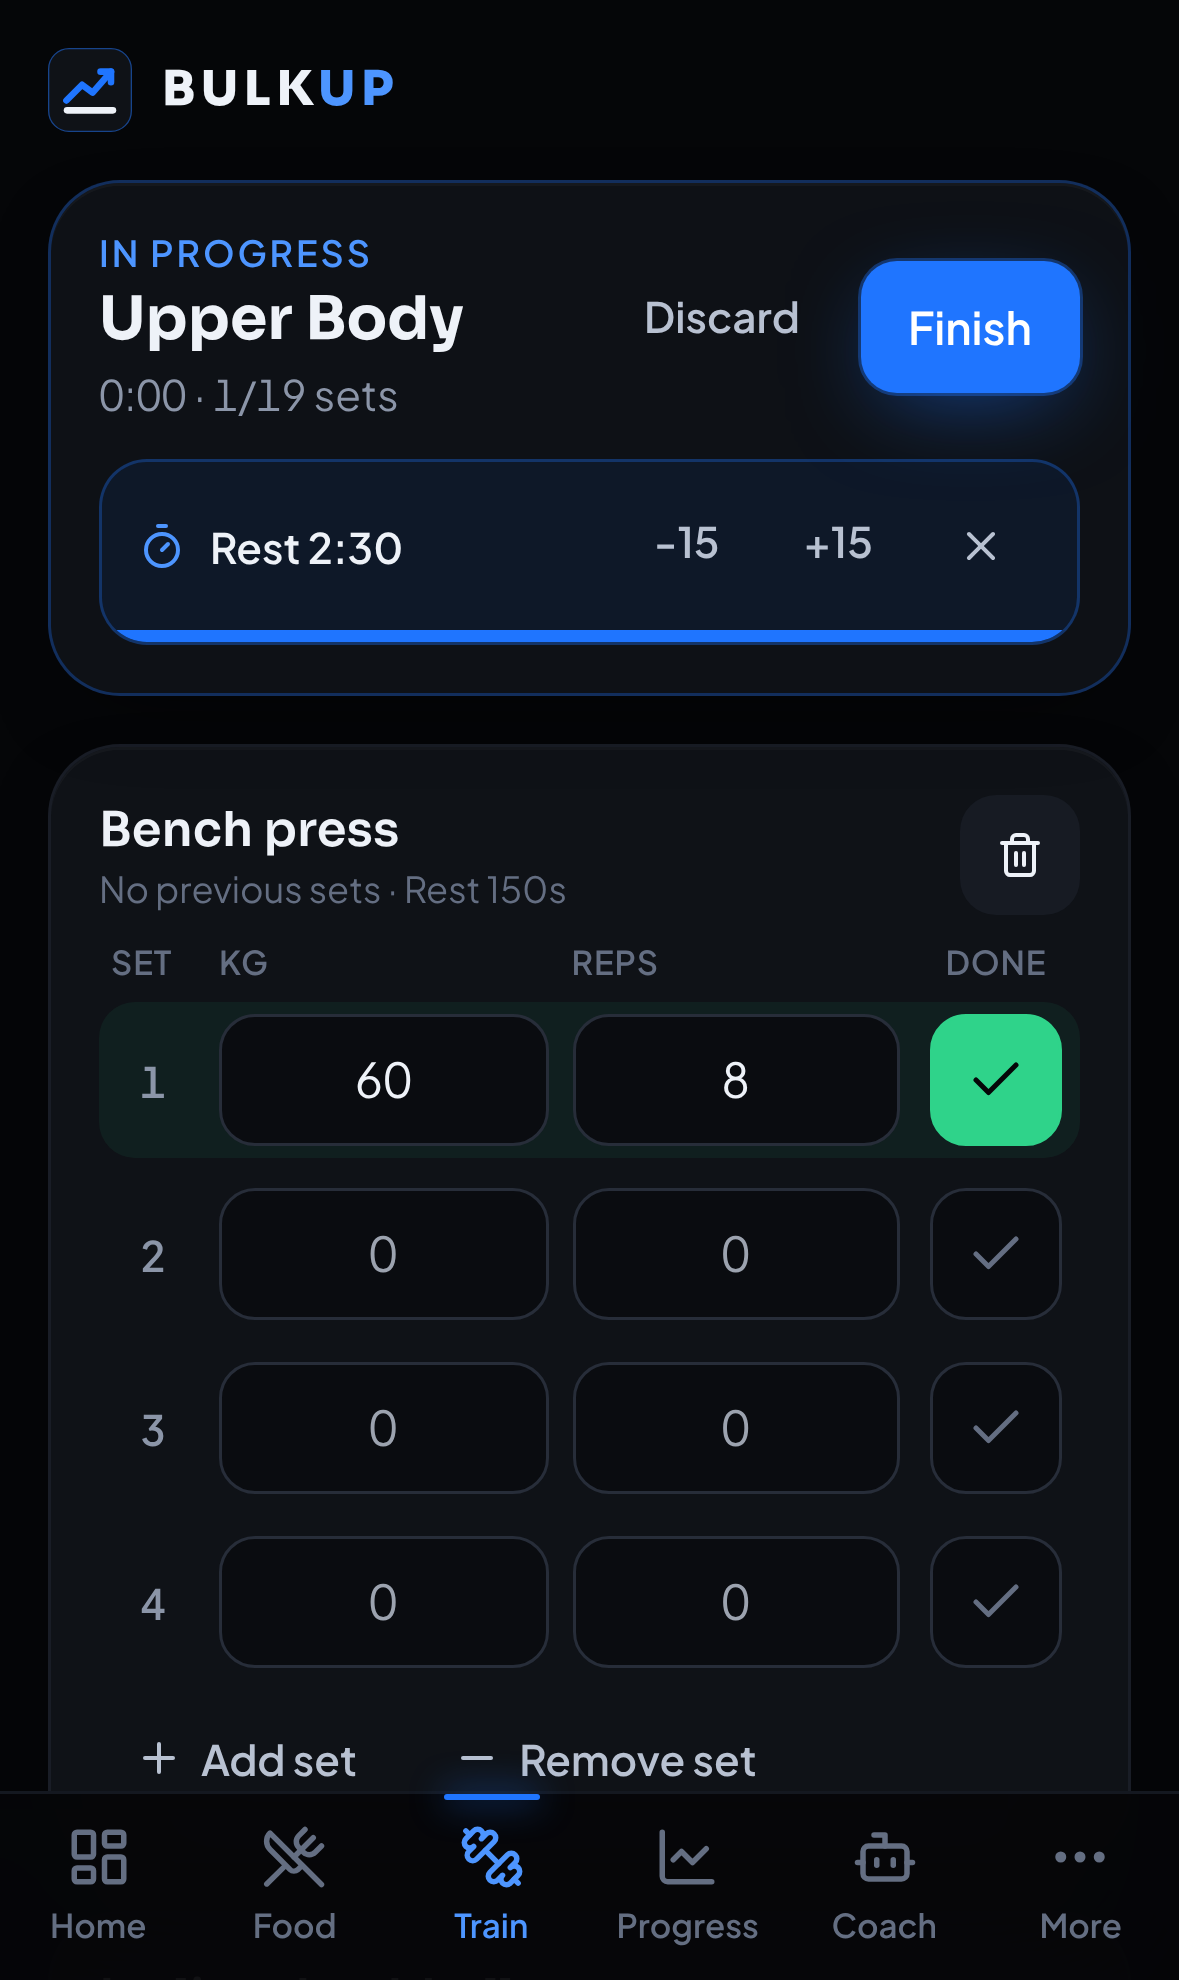 BULKUP
IN PROGRESS
Upper Body
0:00 · 1/19 sets
Discard
Finish
Rest 2:30
-15
+15
Bench press
No previous sets · Rest 150s
SET KG REPS DONE
1 60 8
2 0 0
3 0 0
4 0 0
Add set
Remove set
Home Food Train Progress Coach More